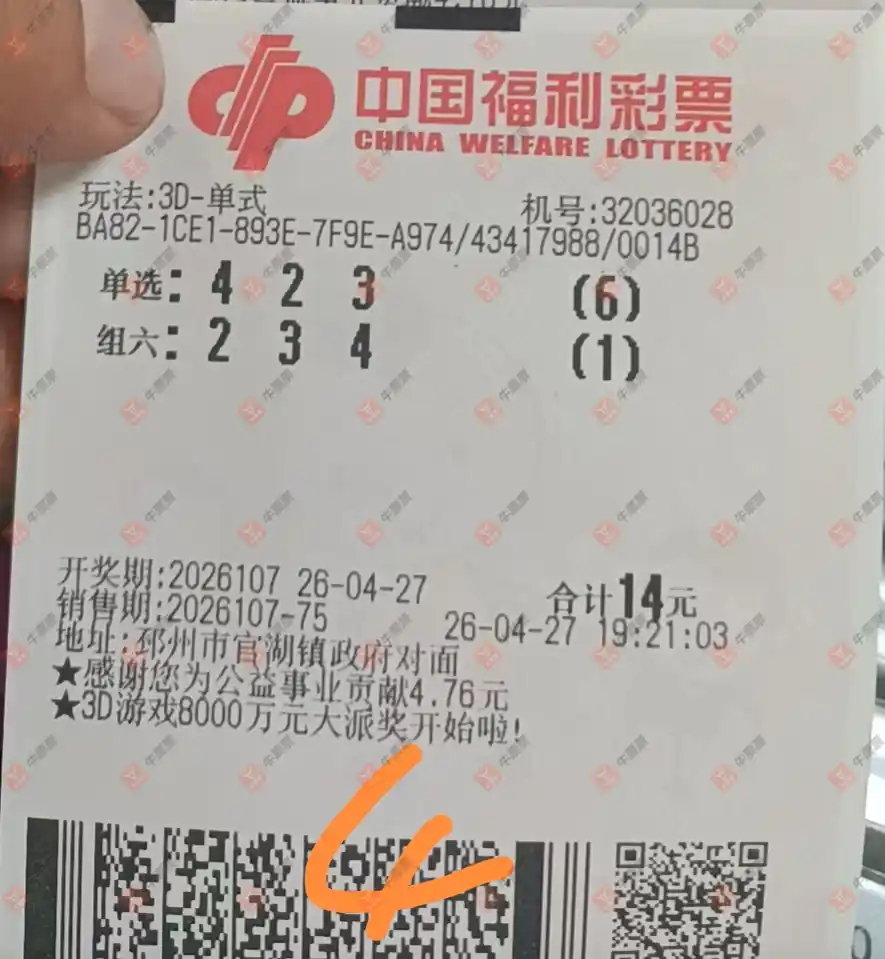 中国福利彩票
CHINA WELFARE LOTTERY
玩法:3D-单式 机号:32036028
BA82-1CE1-893E-7F9E-A974/43417988/0014B
单选: 4 2 3 (6)
组六: 2 3 4 (1)
开奖期:2026107 26-04-27 合计14元
销售期:2026107-75 26-04-27 19:21:03
地址:邳州市官湖镇政府对面
★感谢您为公益事业贡献4.76元
★3D游戏8000万元大派奖开始啦!
4